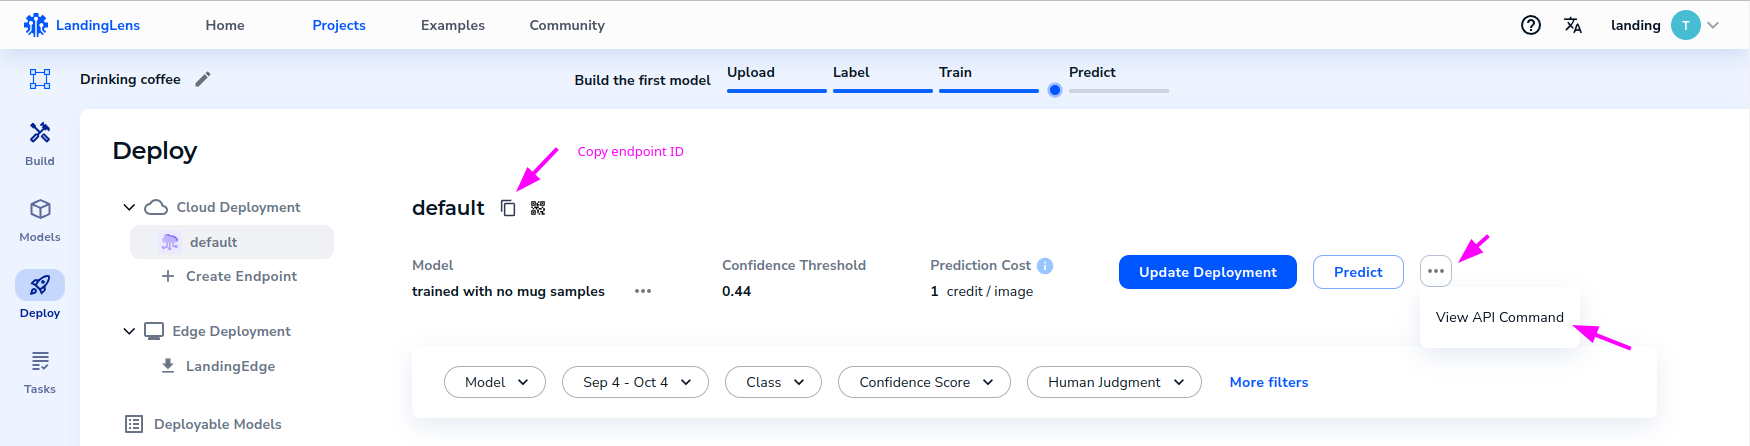 LandingLens
Home
Projects
Examples
Community
landing
T
Drinking coffee
Build the first model
Upload
Label
Train
Predict
Build
Models
Deploy
Tasks
Deploy
Cloud Deployment
default
Create Endpoint
Edge Deployment
LandingEdge
Deployable Models
Copy endpoint ID
default
Model
trained with no mug samples
Confidence Threshold
0.44
Prediction Cost
1 credit / image
Update Deployment
Predict
View API Command
Model
Sep 4 - Oct 4
Class
Confidence Score
Human Judgment
More filters